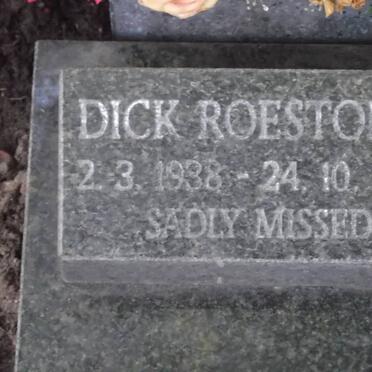 DICK ROESTO
2.3.1938 - 24.10.
SADLY MISSED